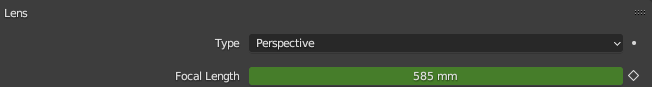 Lens
Type Perspective
Focal Length 585 mm